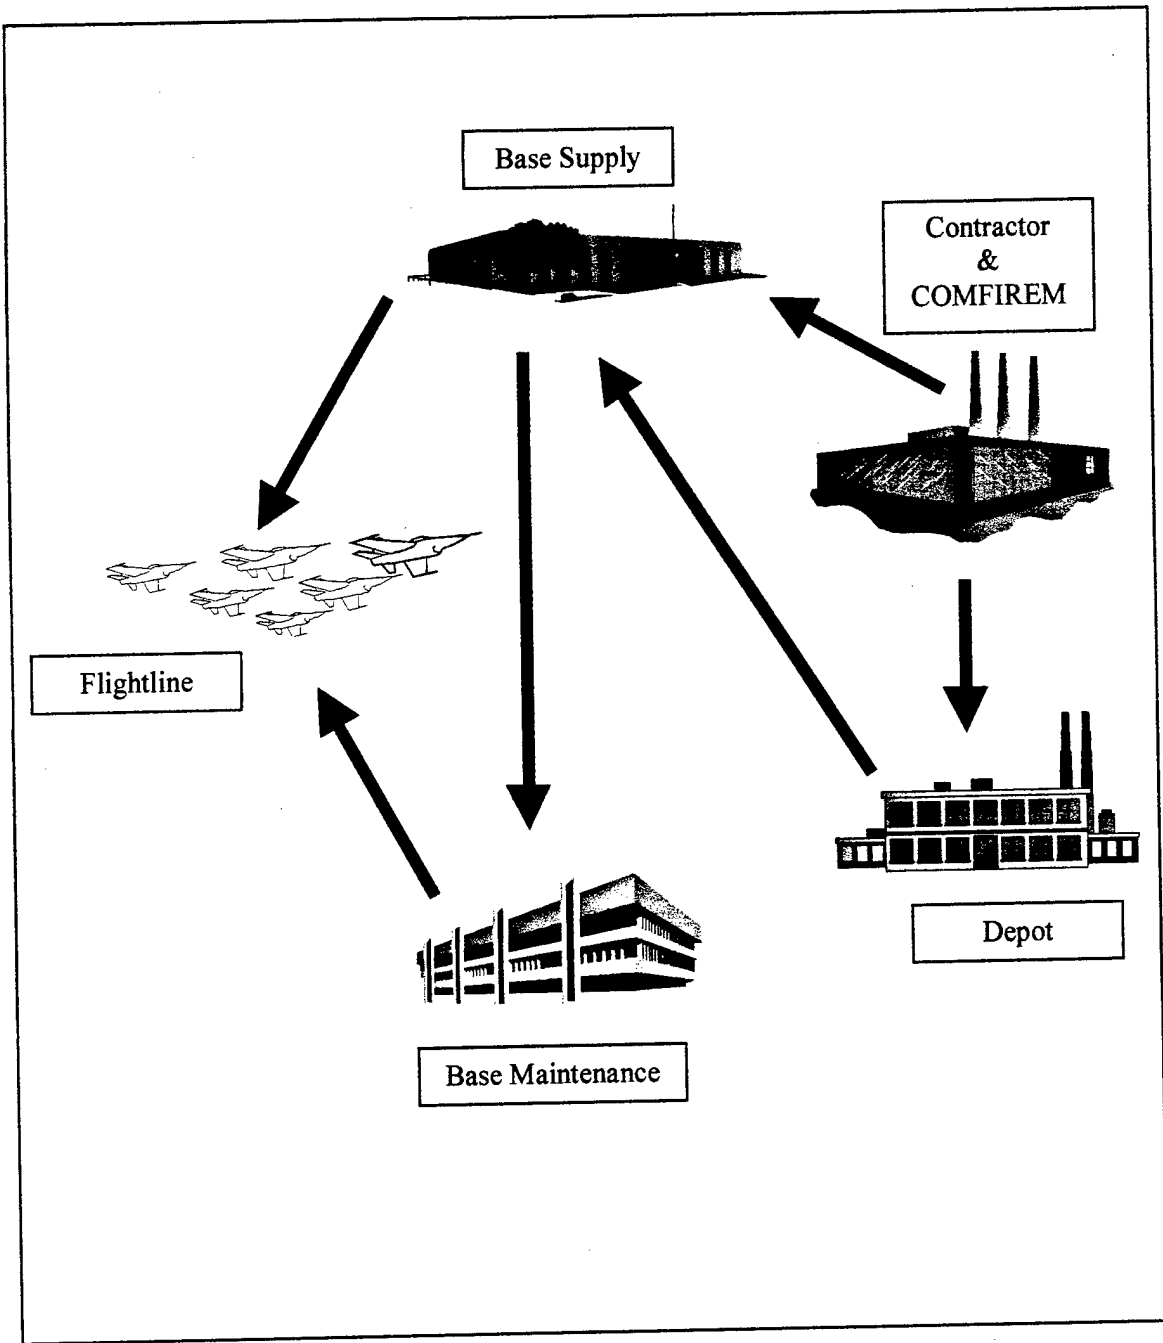 Base Supply
Contractor
&
COMFIREM
Flightline
Depot
Base Maintenance